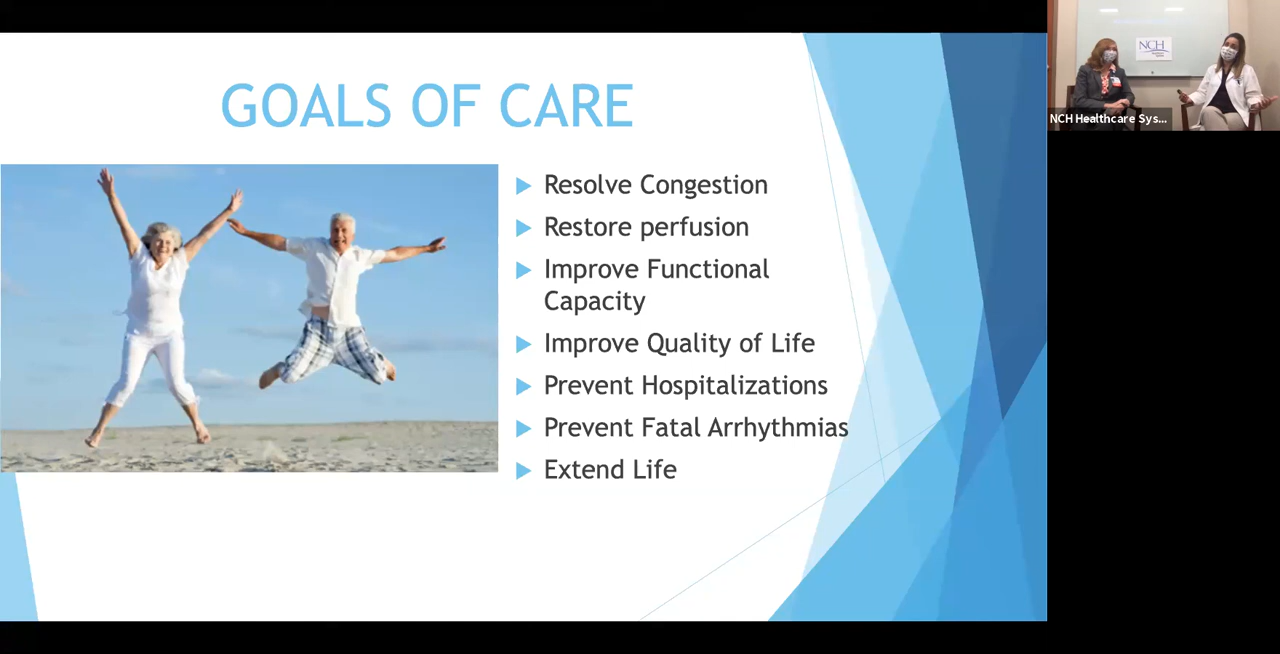 GOALS OF CARE
Resolve Congestion
Restore perfusion
Improve Functional
Capacity
Improve Quality of Life
Prevent Hospitalizations
Prevent Fatal Arrhythmias
Extend Life
NCH
NCH Healthcare Sys...